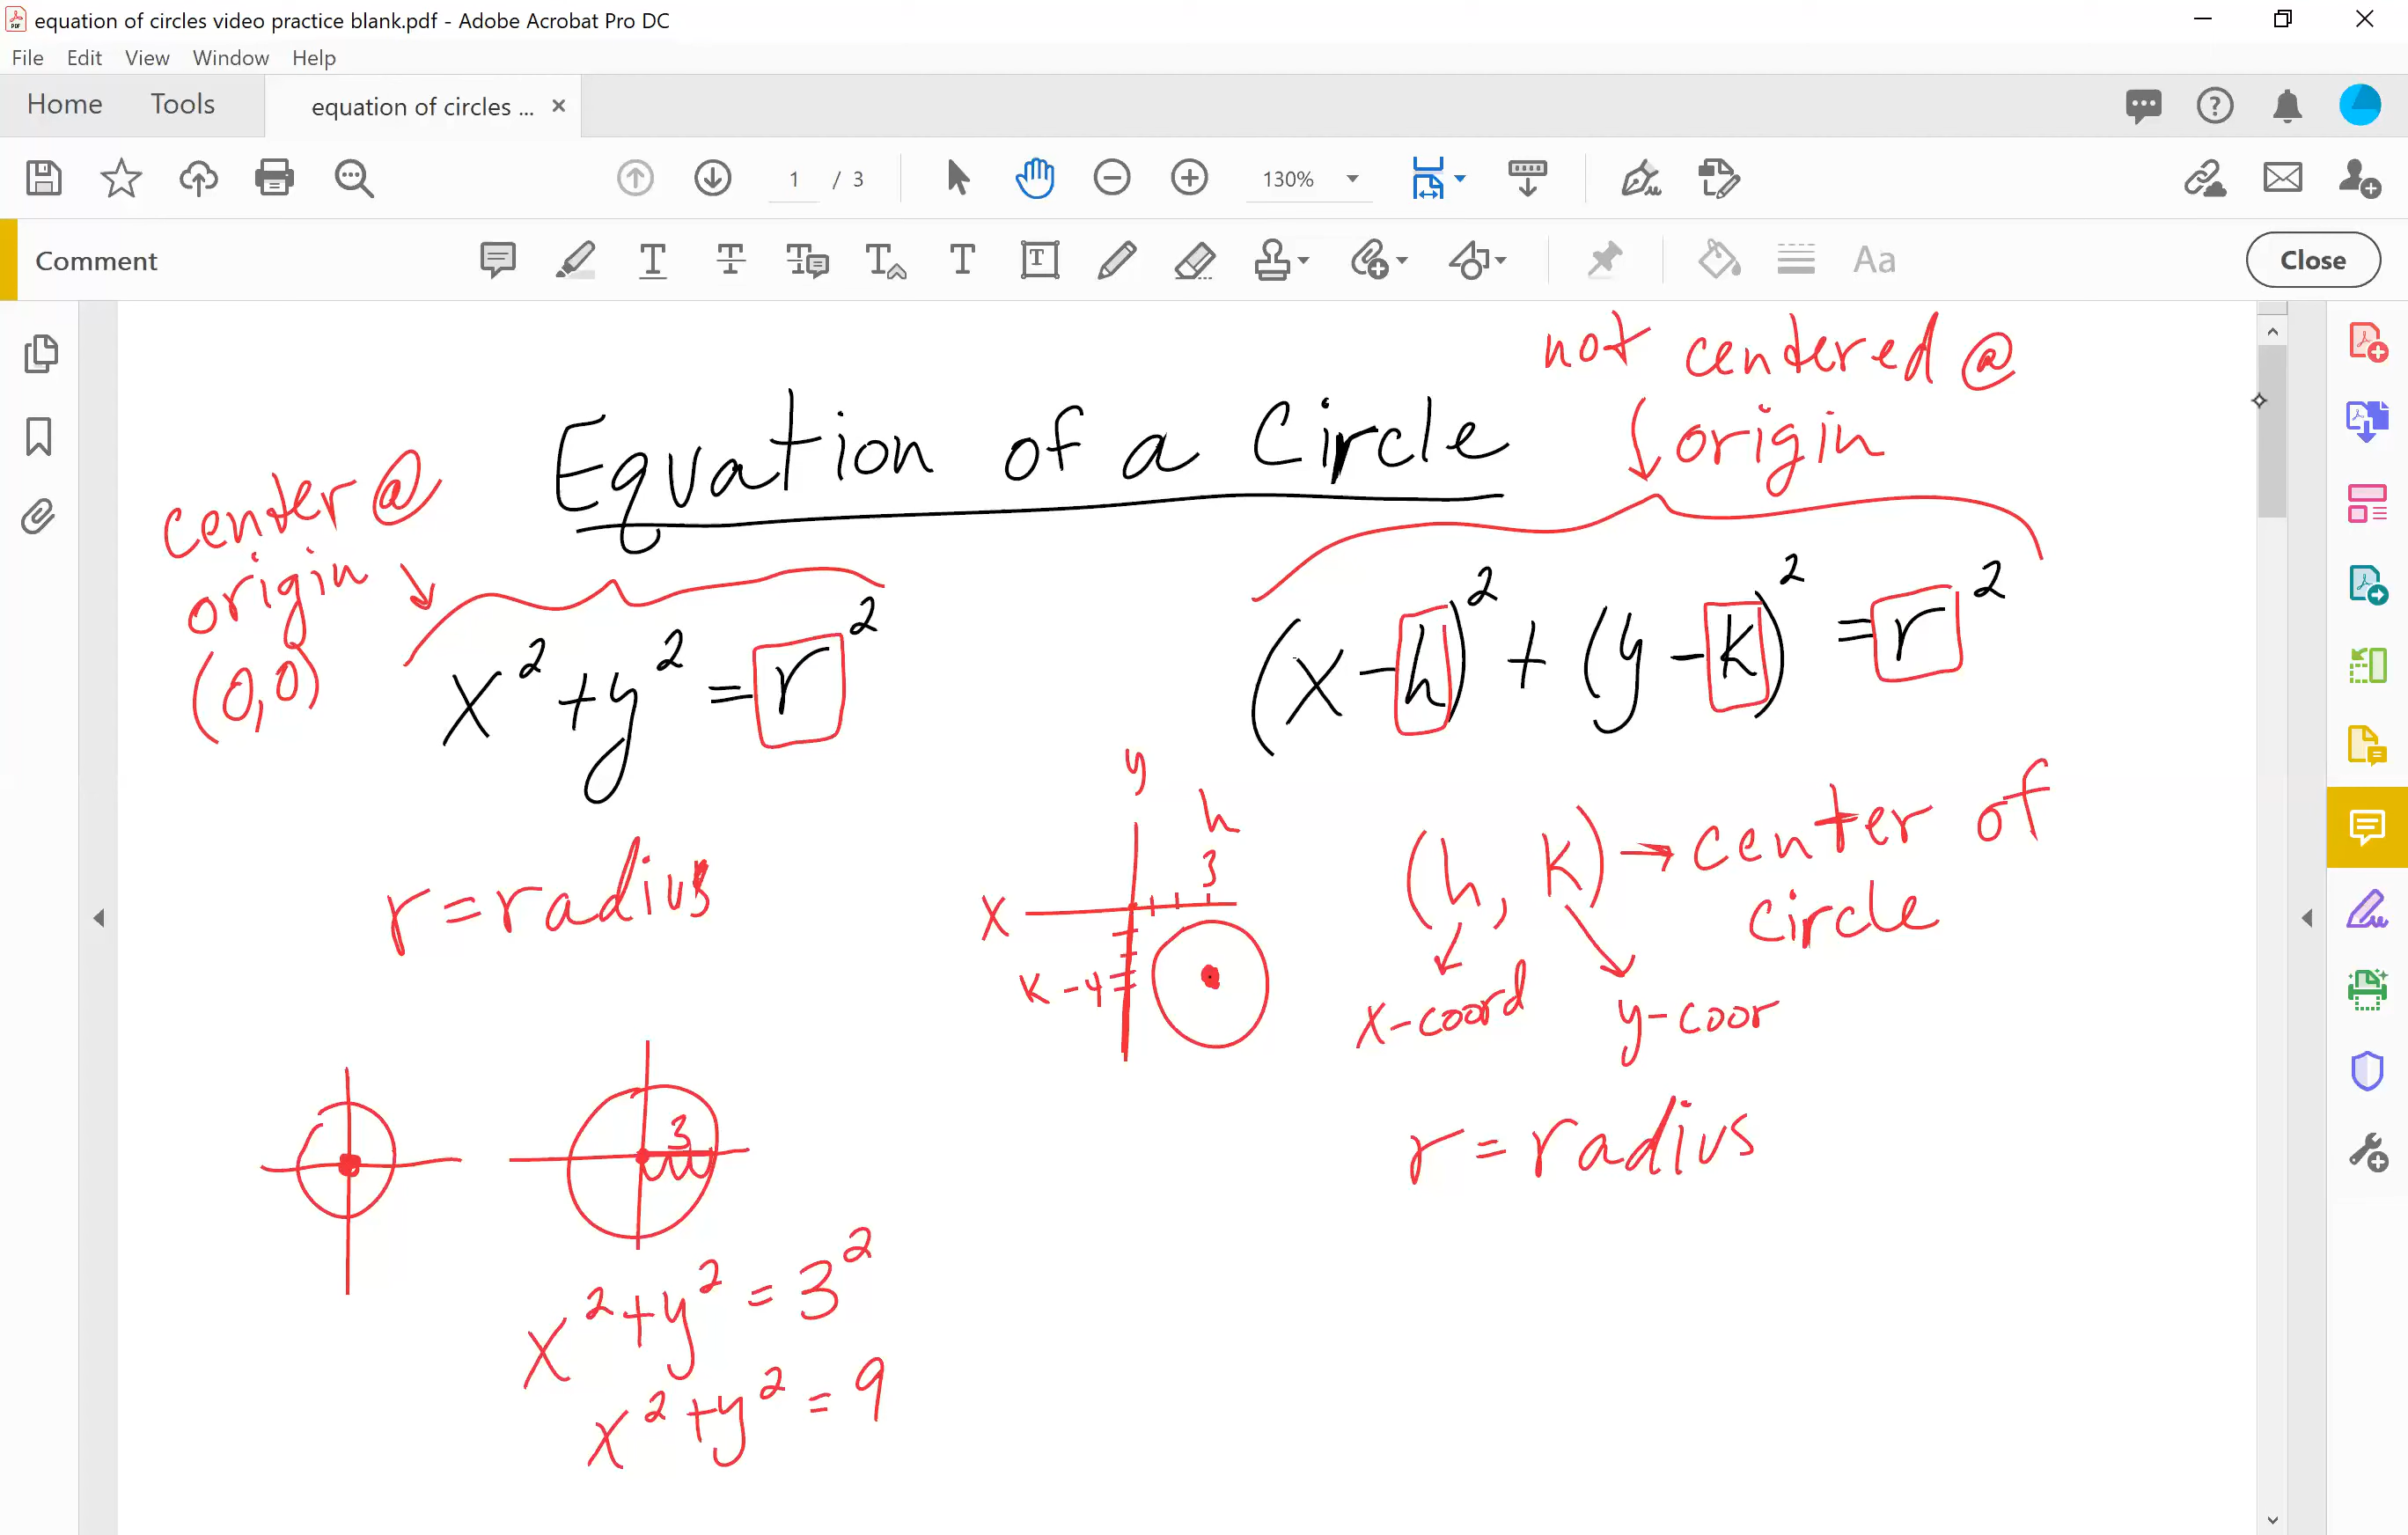 equation of circles video practice blank.pdf - Adobe Acrobat Pro DC
File Edit View Window Help
Home Tools equation of circles ... ×
1 / 3 130%
Comment Close
not centered @
origin
Equation of a Circle
center @
origin
(0,0)
x² + y² = r²
(x - h)² + (y - k)² = r²
r = radius
y
h
3
x
k -4
(h, k) → center of
circle
x-coord y-coor
r = radius
3
x² + y² = 3²
x² + y² = 9